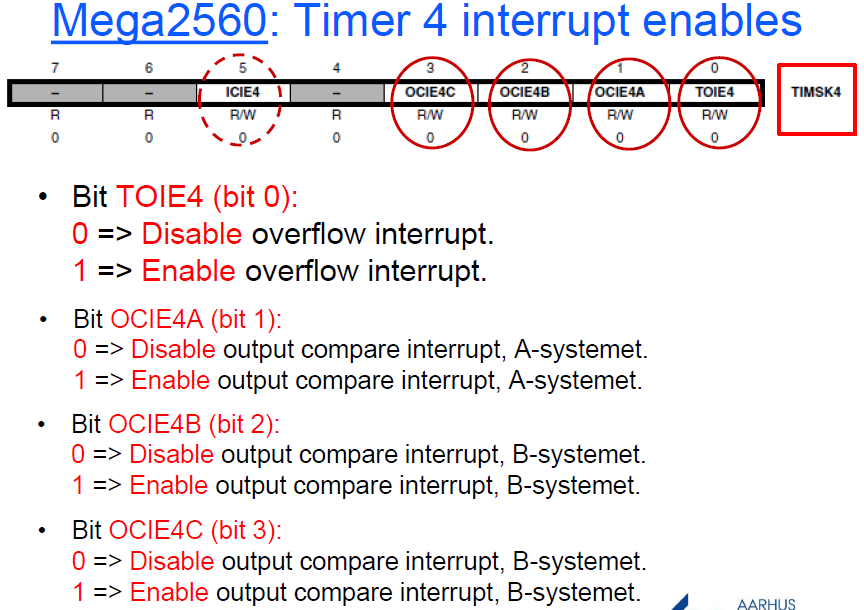 Mega2560: Timer 4 interrupt enables
7 6 5 4 3 2 1 0
– – ICIE4 – OCIE4C OCIE4B OCIE4A TOIE4 TIMSK4
R R R/W R R/W R/W R/W R/W
0 0 0 0 0 0 0 0
• Bit TOIE4 (bit 0):
0 => Disable overflow interrupt.
1 => Enable overflow interrupt.
• Bit OCIE4A (bit 1):
0 => Disable output compare interrupt, A-systemet.
1 => Enable output compare interrupt, A-systemet.
• Bit OCIE4B (bit 2):
0 => Disable output compare interrupt, B-systemet.
1 => Enable output compare interrupt, B-systemet.
• Bit OCIE4C (bit 3):
0 => Disable output compare interrupt, B-systemet.
1 => Enable output compare interrupt, B-systemet.
AARHUS